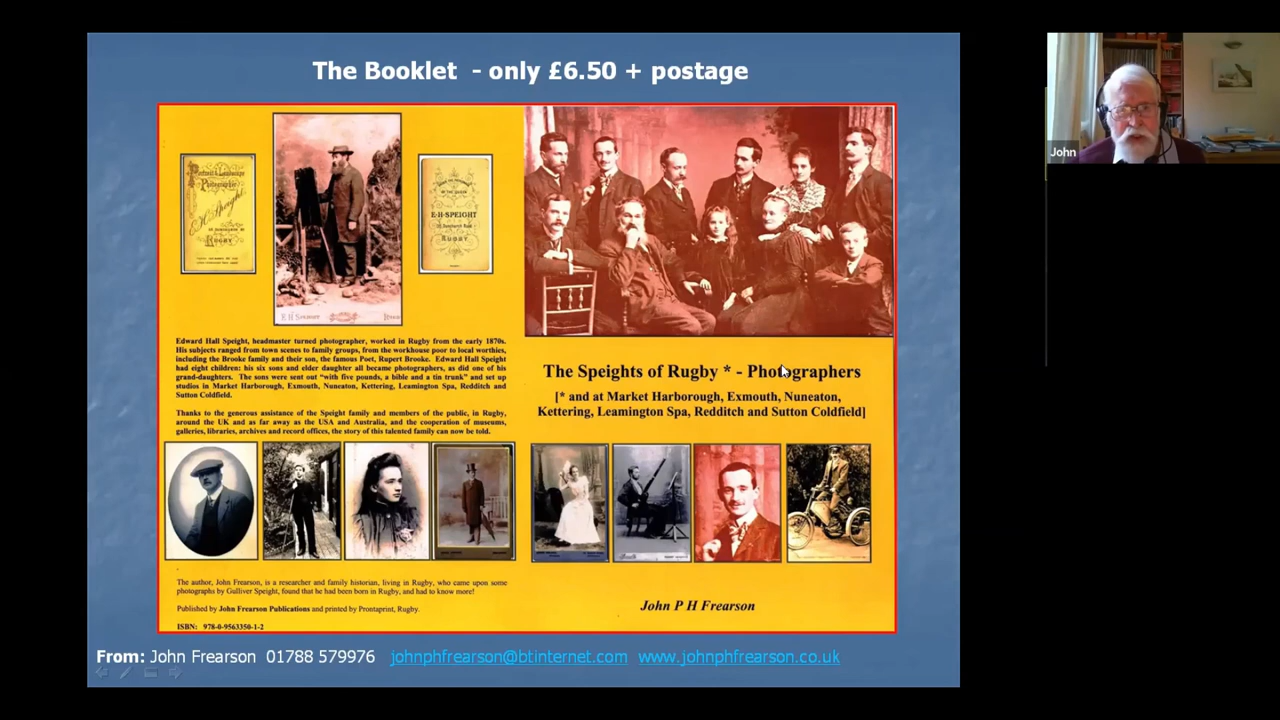 The Booklet - only £6.50 + postage
Portrait & Landscape
Photographer
E. H. Speight
RUGBY
E·H·SPEIGHT
RUGBY
E H SPEIGHT
Edward Hall Speight, headmaster turned photographer, worked in Rugby from the early 1870s.
His subjects ranged from town scenes to family groups, from the workhouse poor to local worthies,
including the Brooke family and their son, the famous Poet, Rupert Brooke. Edward Hall Speight
had eight children: his six sons and elder daughter all became photographers, as did one of his
grand-daughters. The sons were sent out "with five pounds, a bible and a tin trunk" and set up
studios in Market Harborough, Exmouth, Nuneaton, Kettering, Leamington Spa, Redditch and
Sutton Coldfield.
Thanks to the generous assistance of the Speight family and members of the public, in Rugby,
around the UK and as far away as the USA and Australia, and the cooperation of museums,
galleries, libraries, archives and record offices, the story of this talented family can now be told.
The author, John Frearson, is a researcher and family historian, living in Rugby, who came upon some
photographs by Gulliver Speight, found that he had been born in Rugby, and had to know more!
Published by John Frearson Publications and printed by Prontaprint, Rugby.
ISBN: 978-0-9563350-1-2
The Speights of Rugby * - Photographers
[* and at Market Harborough, Exmouth, Nuneaton,
Kettering, Leamington Spa, Redditch and Sutton Coldfield]
John P H Frearson
From: John Frearson 01788 579976 johnphfrearson@btinternet.com www.johnphfrearson.co.uk
John